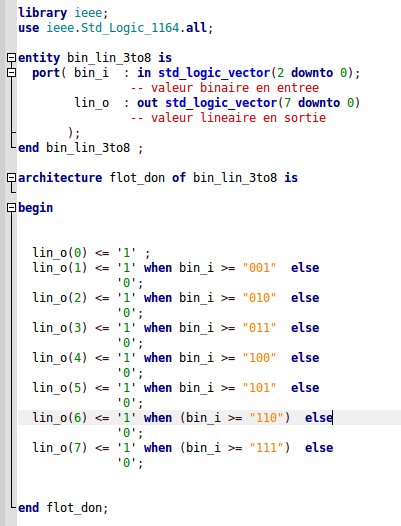 library ieee;
use ieee.Std_Logic_1164.all;
entity bin_lin_3to8 is
port( bin_i : in std_logic_vector(2 downto 0);
-- valeur binaire en entree
lin_o : out std_logic_vector(7 downto 0)
-- valeur lineaire en sortie
);
end bin_lin_3to8 ;
architecture flot_don of bin_lin_3to8 is
begin
lin_o(0) <= '1' ;
lin_o(1) <= '1' when bin_i >= "001" else
'0';
lin_o(2) <= '1' when bin_i >= "010" else
'0';
lin_o(3) <= '1' when bin_i >= "011" else
'0';
lin_o(4) <= '1' when bin_i >= "100" else
'0';
lin_o(5) <= '1' when bin_i >= "101" else
'0';
lin_o(6) <= '1' when (bin_i >= "110") else
'0';
lin_o(7) <= '1' when (bin_i >= "111") else
'0';
end flot_don;